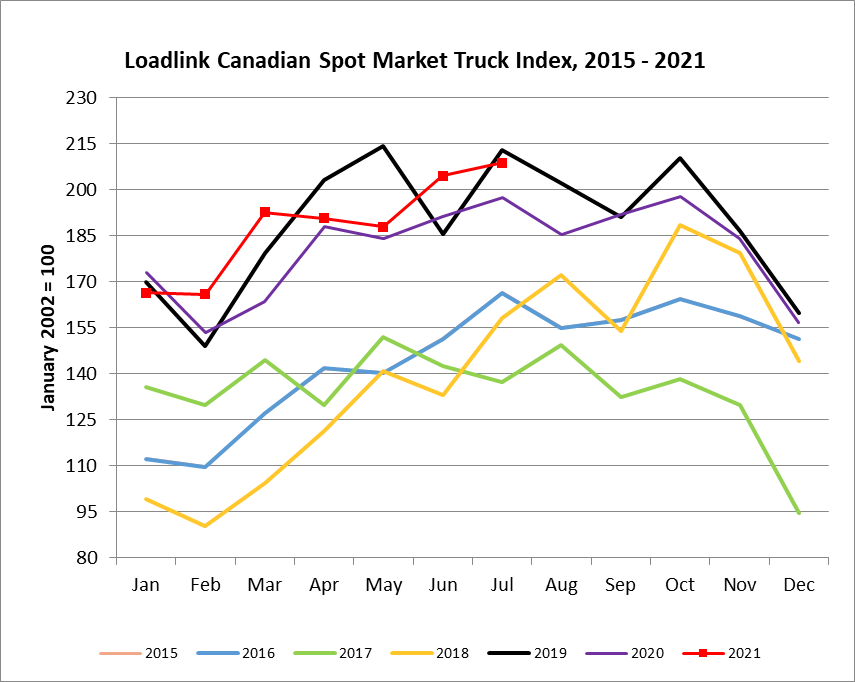 Loadlink Canadian Spot Market Truck Index, 2015 - 2021
January 2002 = 100
230
215
200
185
170
155
140
125
110
95
80
Jan Feb Mar Apr May Jun Jul Aug Sep Oct Nov Dec
2015 2016 2017 2018 2019 2020 2021